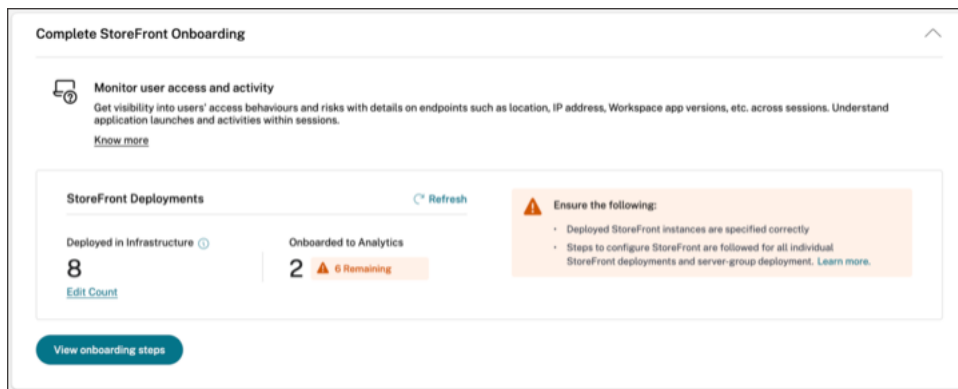 Complete StoreFront Onboarding
Monitor user access and activity
Get visibility into users' access behaviours and risks with details on endpoints such as location, IP address, Workspace app versions, etc. across sessions. Understand
application launches and activities within sessions.
Know more
StoreFront Deployments
Refresh
Deployed in Infrastructure
8
Edit Count
Onboarded to Analytics
2
6 Remaining
Ensure the following:
• Deployed StoreFront instances are specified correctly
• Steps to configure StoreFront are followed for all individual
StoreFront deployments and server-group deployment. Learn more.
View onboarding steps